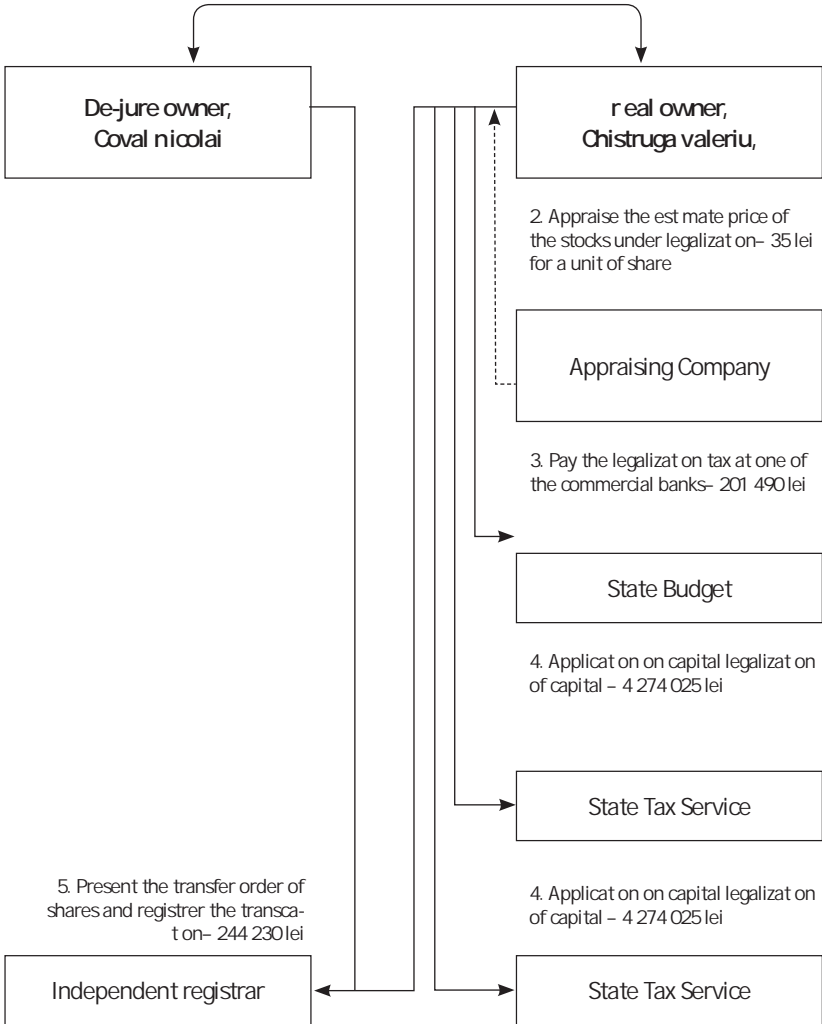 De-jure owner,
Coval nicolai
r eal owner,
Chistruga valeriu,
2. Appraise the est mate price of
the stocks under legalizat on– 35 lei
for a unit of share
Appraising Company
3. Pay the legalizat on tax at one of
the commercial banks– 201 490 lei
State Budget
4. Applicat on on capital legalizat on
of capital – 4 274 025 lei
State Tax Service
5. Present the transfer order of
shares and registrer the transca-
t on– 244 230 lei
Independent registrar
4. Applicat on on capital legalizat on
of capital – 4 274 025 lei
State Tax Service